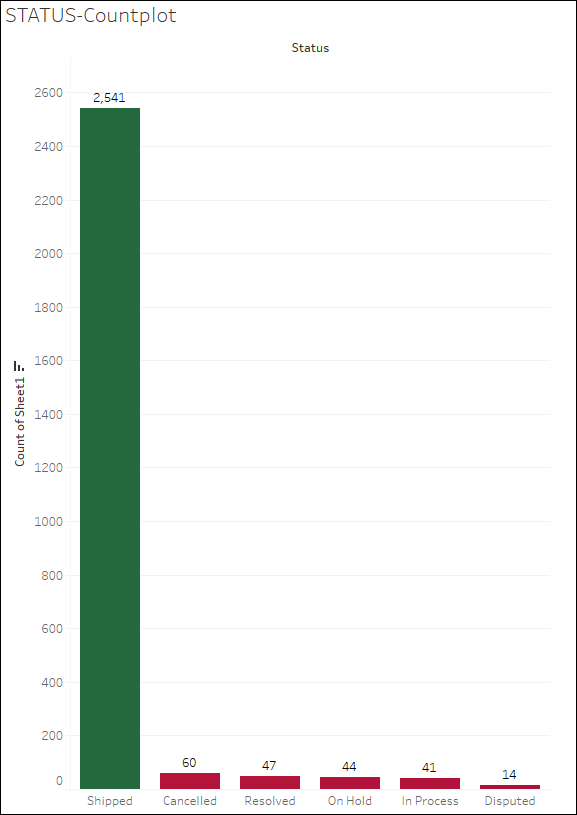 STATUS-Countplot
Status
2600
2400
2200
2000
1800
1600
1400
1200
1000
800
600
400
200
0
Count of Sheet1
2,541
60
47
44
41
14
Shipped
Cancelled
Resolved
On Hold
In Process
Disputed